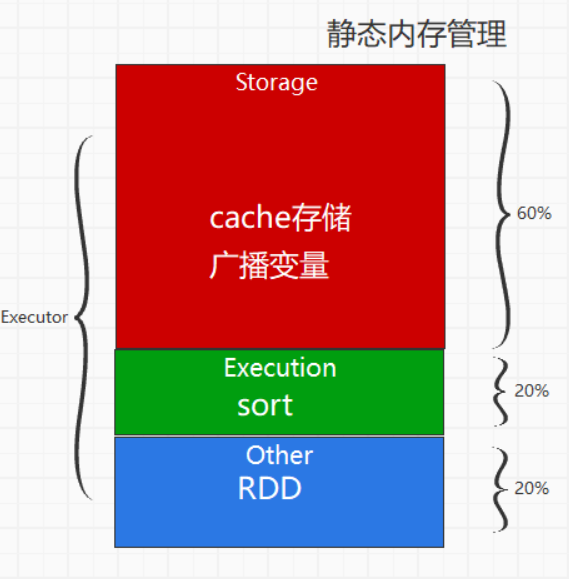 静态内存管理
Storage
cache存储
广播变量
60%
Executor
Execution
sort
20%
Other
RDD
20%